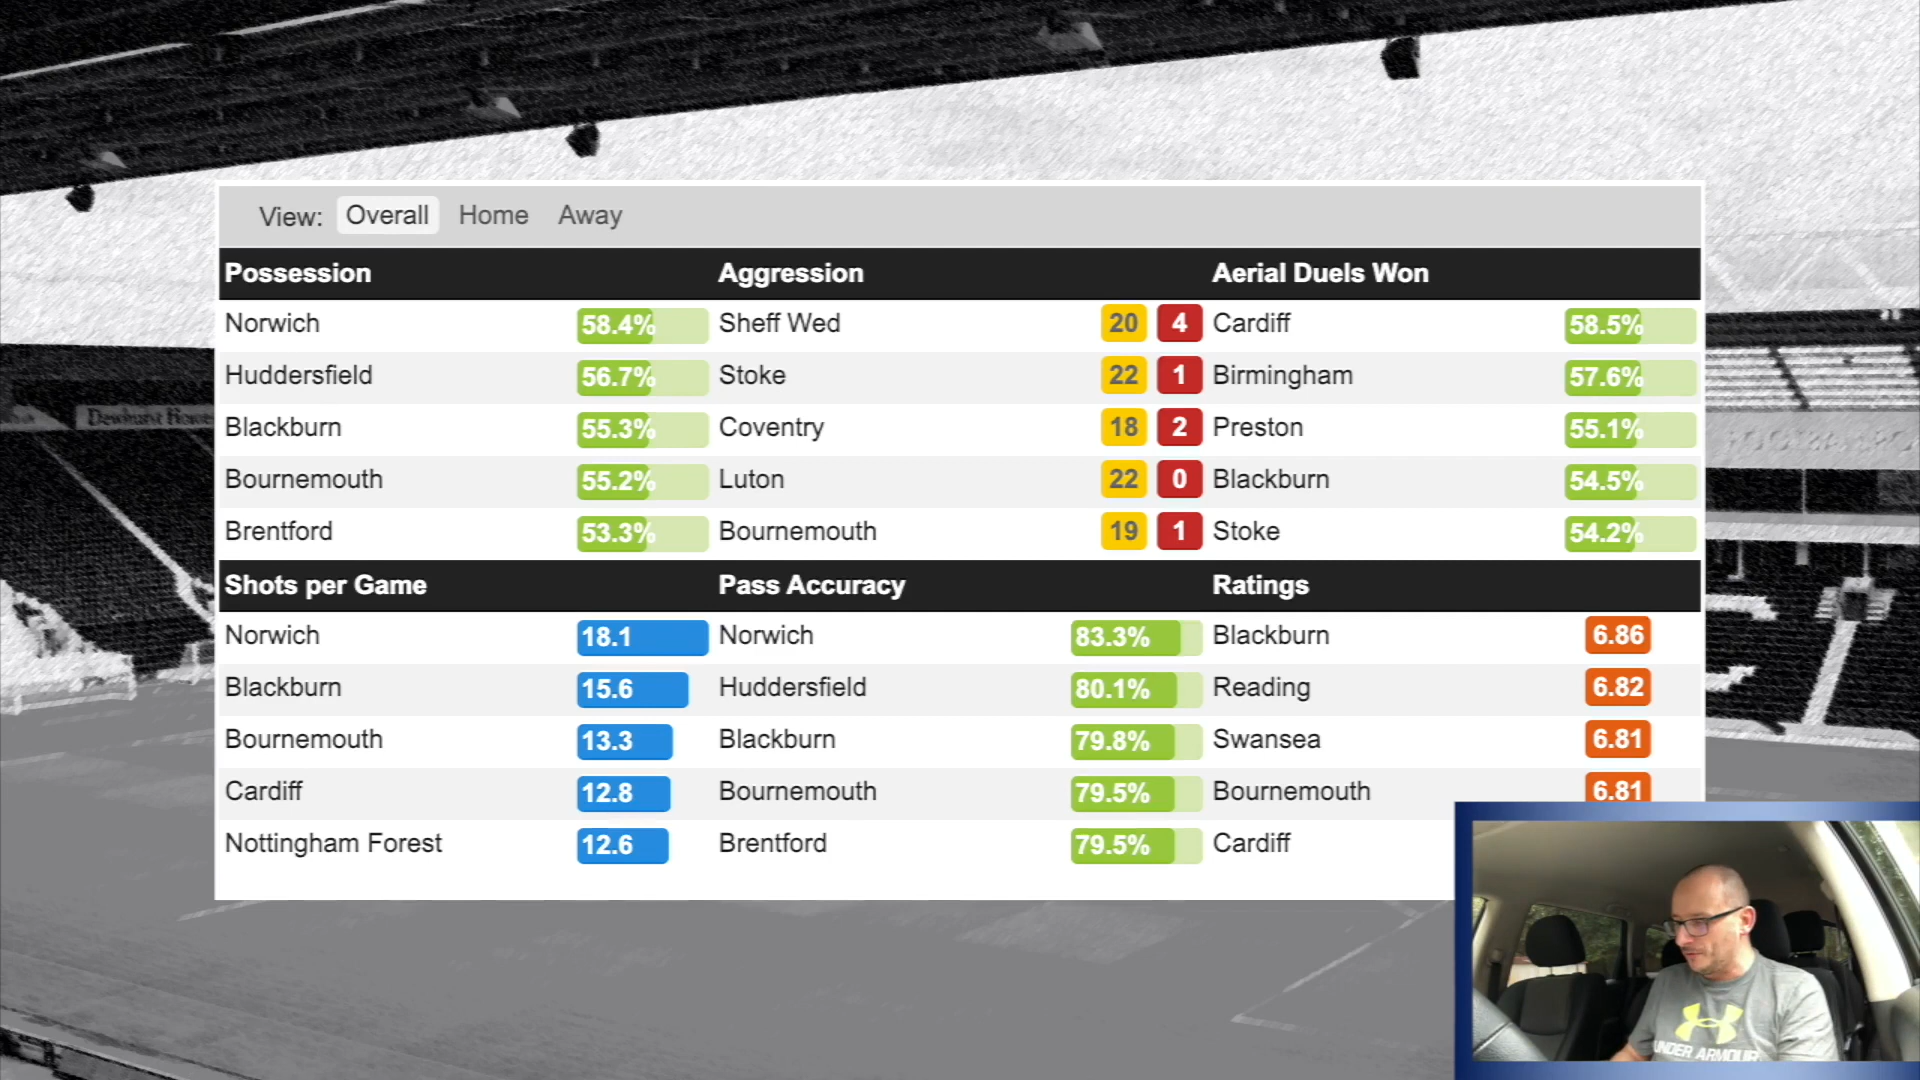 View: Overall Home Away
Possession Aggression Aerial Duels Won
Norwich 58.4% Sheff Wed 20 4 Cardiff 58.5%
Huddersfield 56.7% Stoke 22 1 Birmingham 57.6%
Blackburn 55.3% Coventry 18 2 Preston 55.1%
Bournemouth 55.2% Luton 22 0 Blackburn 54.5%
Brentford 53.3% Bournemouth 19 1 Stoke 54.2%
Shots per Game Pass Accuracy Ratings
Norwich 18.1 Norwich 83.3% Blackburn 6.86
Blackburn 15.6 Huddersfield 80.1% Reading 6.82
Bournemouth 13.3 Blackburn 79.8% Swansea 6.81
Cardiff 12.8 Bournemouth 79.5% Bournemouth 6.81
Nottingham Forest 12.6 Brentford 79.5% Cardiff
UNDER ARMOUR